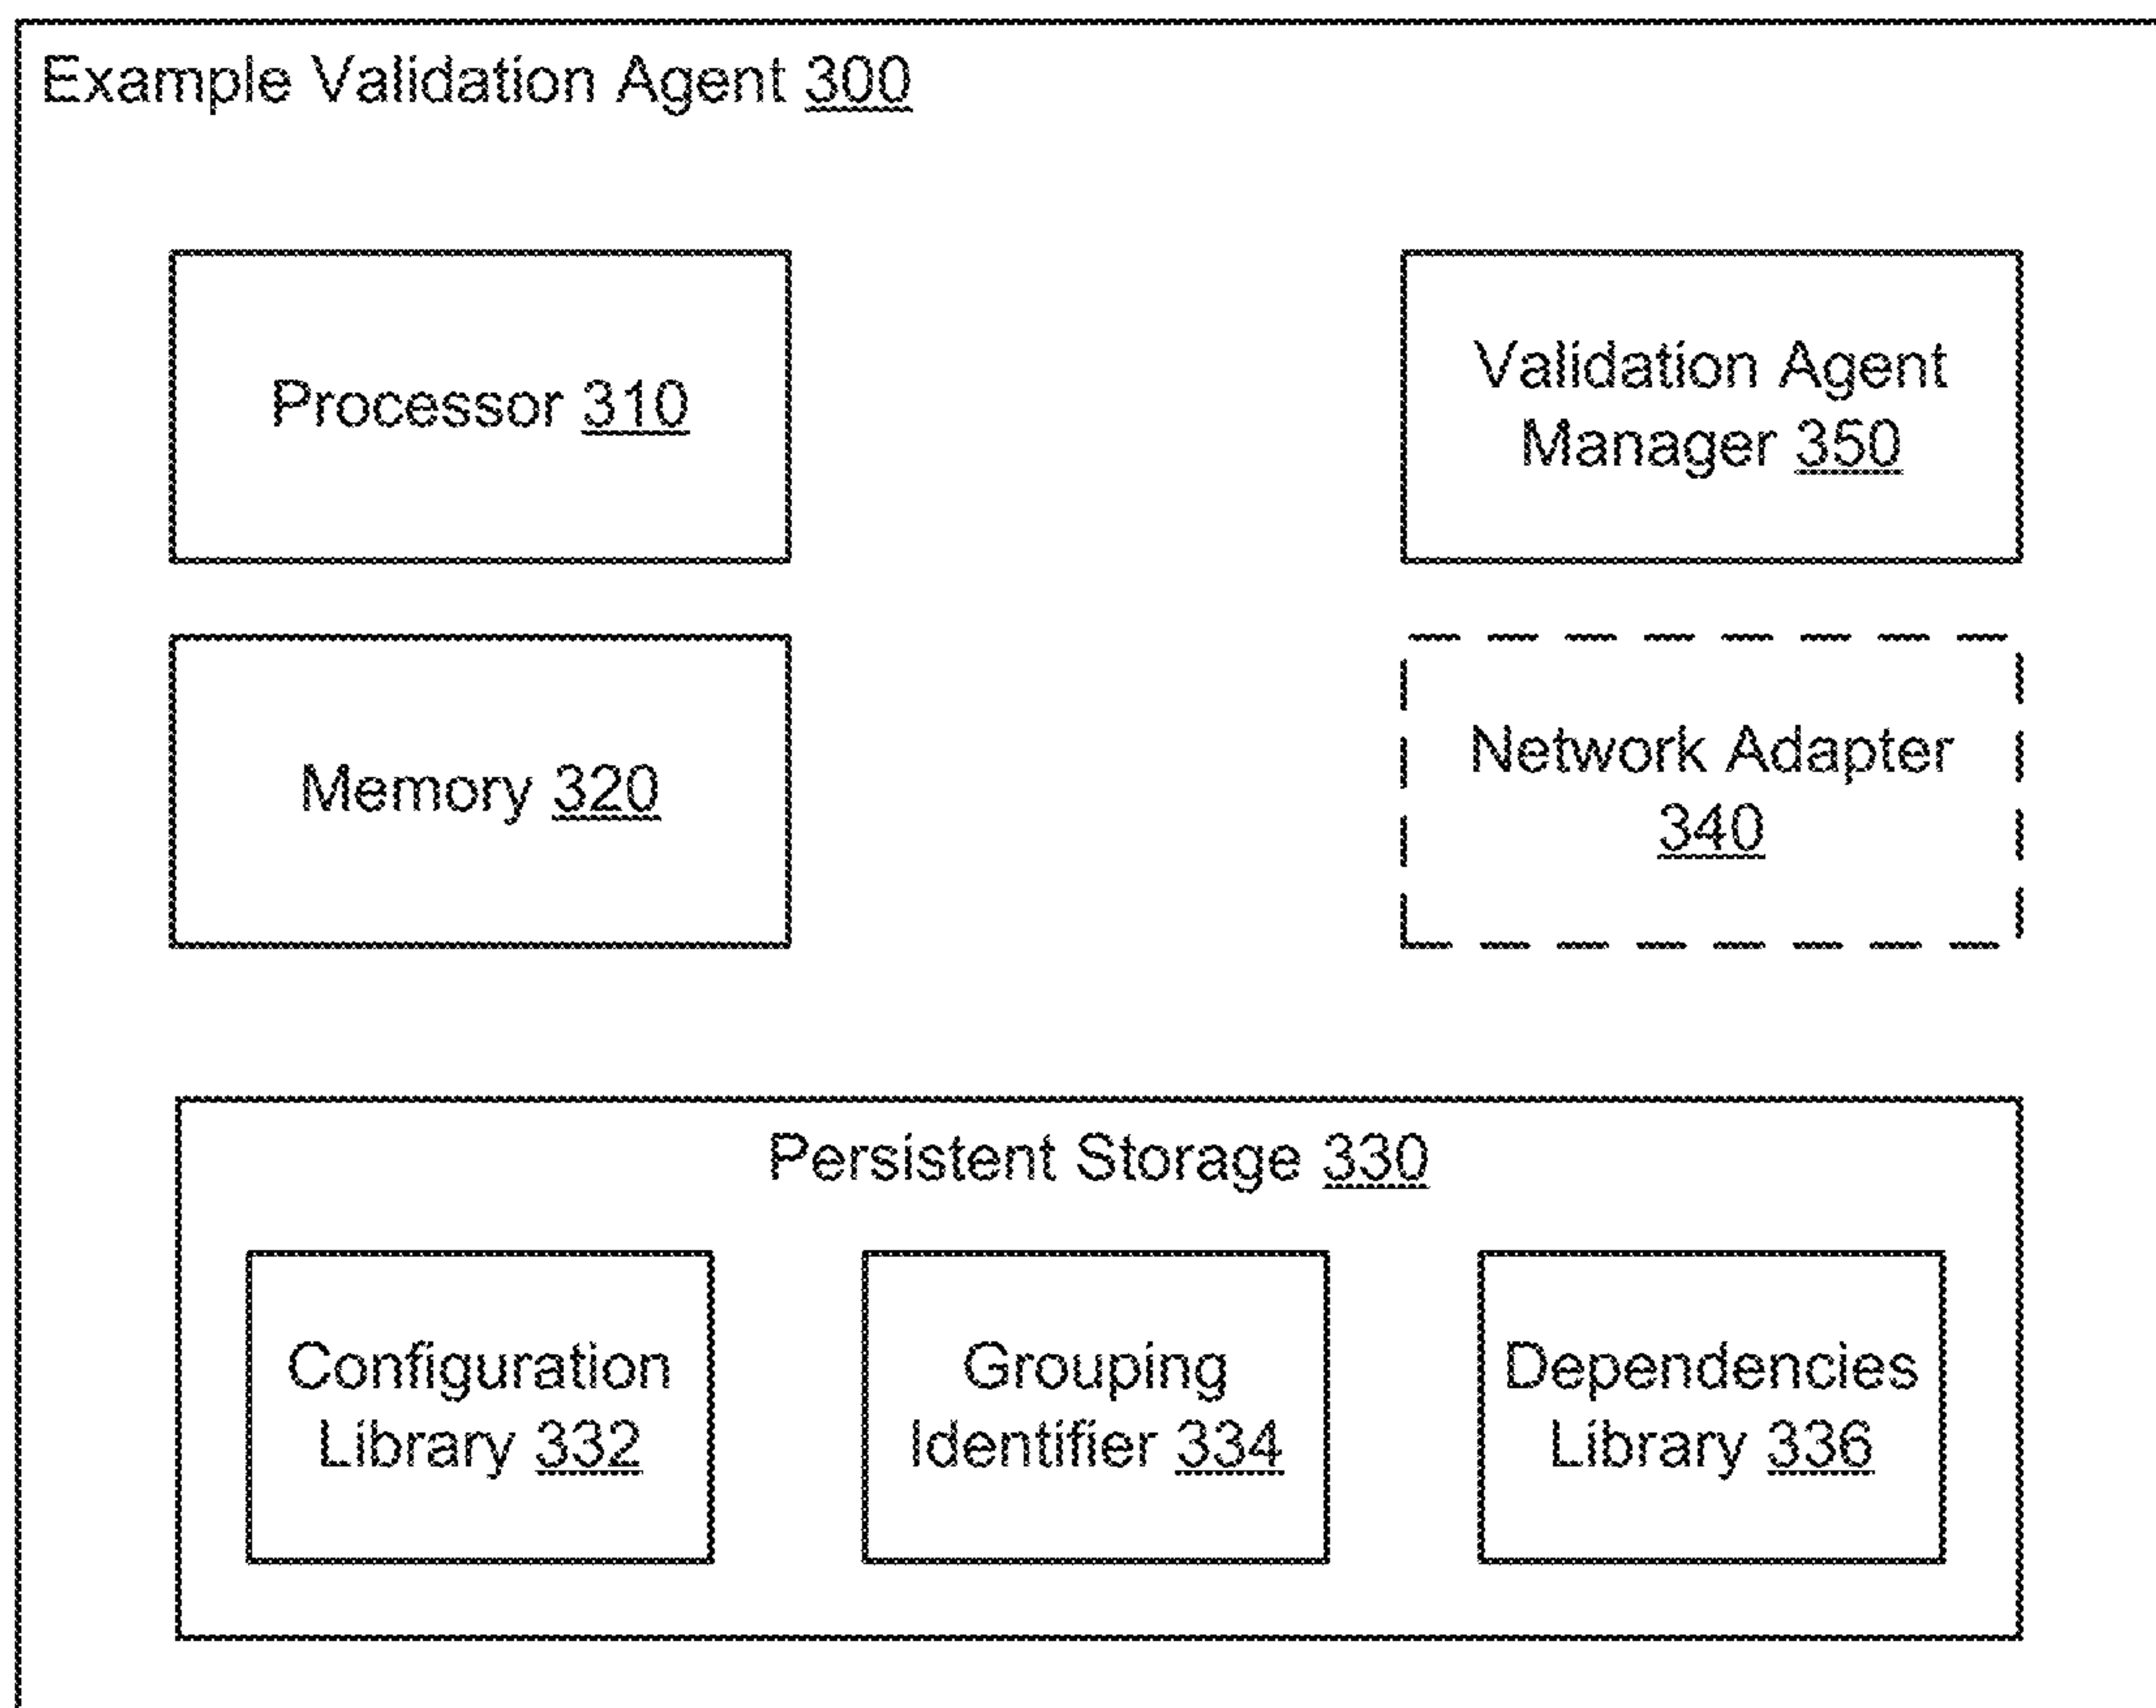 Example Validation Agent 300
Processor 310
Validation Agent
Manager 350
Memory 320
Network Adapter
340
Persistent Storage 330
Configuration
Library 332
Grouping
Identifier 334
Dependencies
Library 336